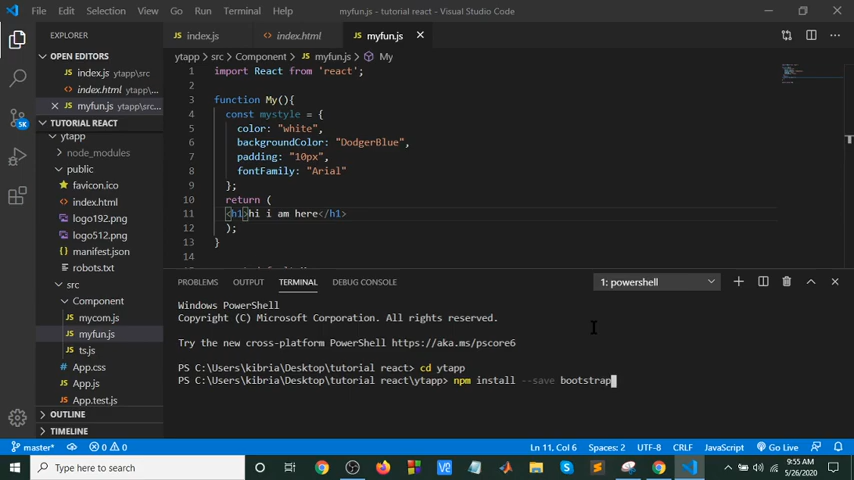 File Edit Selection View Go Run Terminal Help myfun.js - tutorial react - Visual Studio Code
EXPLORER
OPEN EDITORS
index.js ytapp\src
index.html ytapp\...
myfun.js ytapp\src...
TUTORIAL REACT
ytapp
node_modules
public
favicon.ico
index.html
logo192.png
logo512.png
manifest.json
robots.txt
src
Component
mycom.js
myfun.js
ts.js
App.css
App.js
App.test.js
OUTLINE
TIMELINE
5K
index.js index.html myfun.js
ytapp > src > Component > myfun.js > My
1 import React from 'react';
2
3 function My(){
4 const mystyle = {
5 color: "white",
6 backgroundColor: "DodgerBlue",
7 padding: "10px",
8 fontFamily: "Arial"
9 };
10 return (
11 <h1>hi i am here</h1>
12 );
13 }
14
PROBLEMS OUTPUT TERMINAL DEBUG CONSOLE 1: powershell
Windows PowerShell
Copyright (C) Microsoft Corporation. All rights reserved.
Try the new cross-platform PowerShell https://aka.ms/pscore6
PS C:\Users\kibria\Desktop\tutorial react> cd ytapp
PS C:\Users\kibria\Desktop\tutorial react\ytapp> npm install --save bootstrap
master* 0 0 Ln 11, Col 6 Spaces: 2 UTF-8 CRLF JavaScript Go Live
Type here to search
9:55 AM
5/26/2020